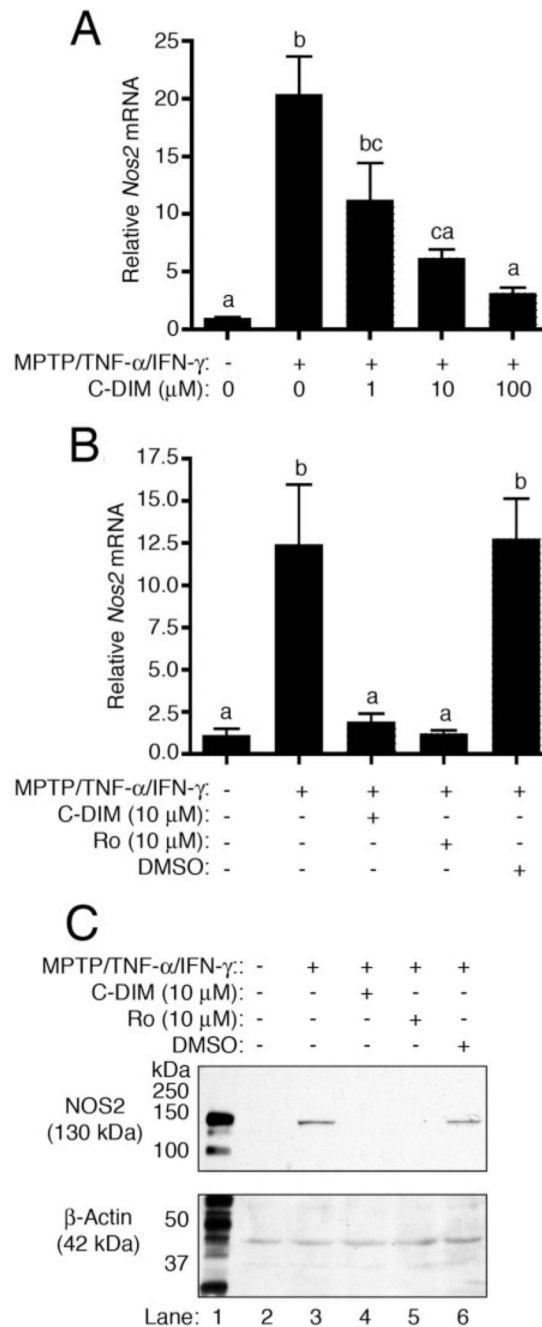 A
Relative Nos2 mRNA
25
20
15
10
5
0
a
b
bc
ca
a
MPTP/TNF-α/IFN-γ: - + + + +
C-DIM (μM): 0 0 1 10 100
B
Relative Nos2 mRNA
17.5
15.0
12.5
10.0
7.5
5.0
2.5
0.0
a
b
a
a
b
MPTP/TNF-α/IFN-γ: - + + + +
C-DIM (10 μM): - - + - -
Ro (10 μM): - - - + -
DMSO: - - - - +
C
MPTP/TNF-α/IFN-γ:: - + + + +
C-DIM (10 μM): - - + - -
Ro (10 μM): - - - + -
DMSO: - - - - +
kDa
250
150
100
NOS2
(130 kDa)
50
37
β-Actin
(42 kDa)
Lane: 1 2 3 4 5 6